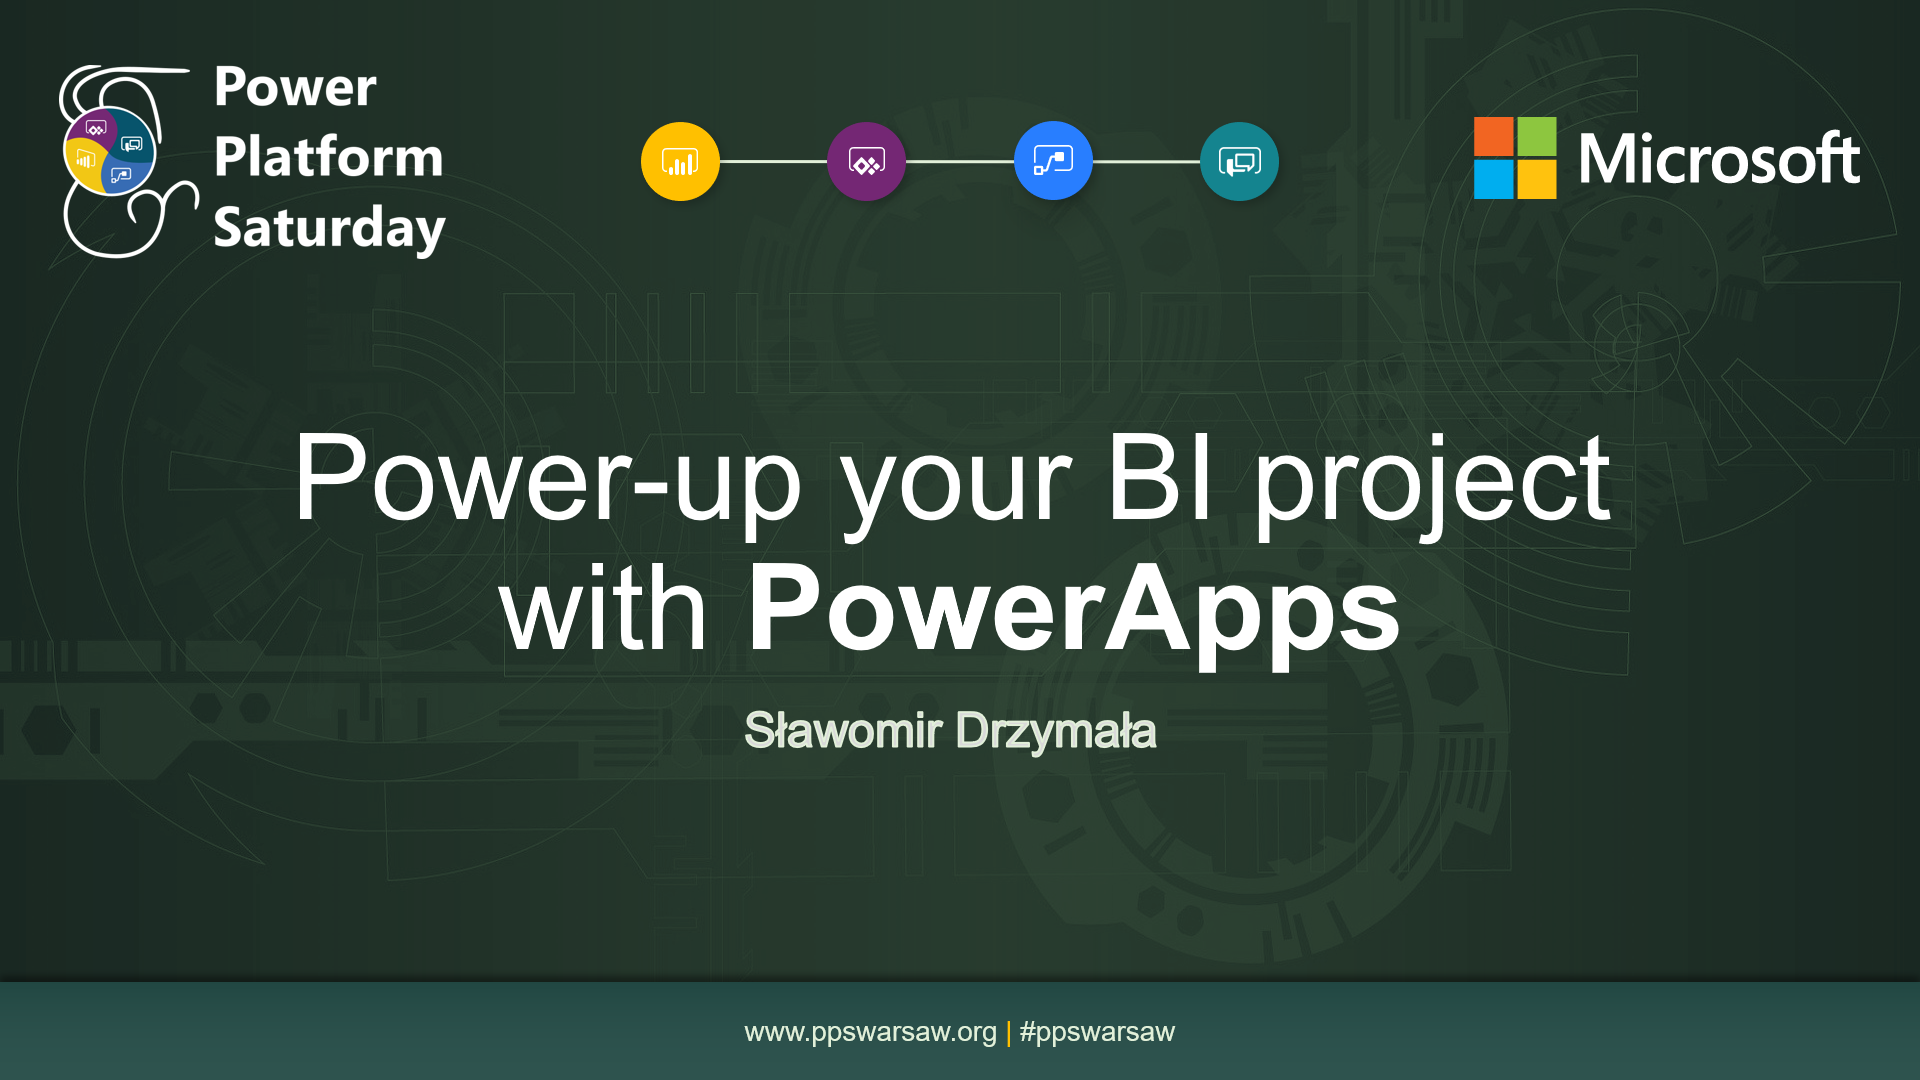 Power
Platform
Saturday
Microsoft
Power-up your BI project
with PowerApps
Sławomir Drzymała
www.ppswarsaw.org | #ppswarsaw